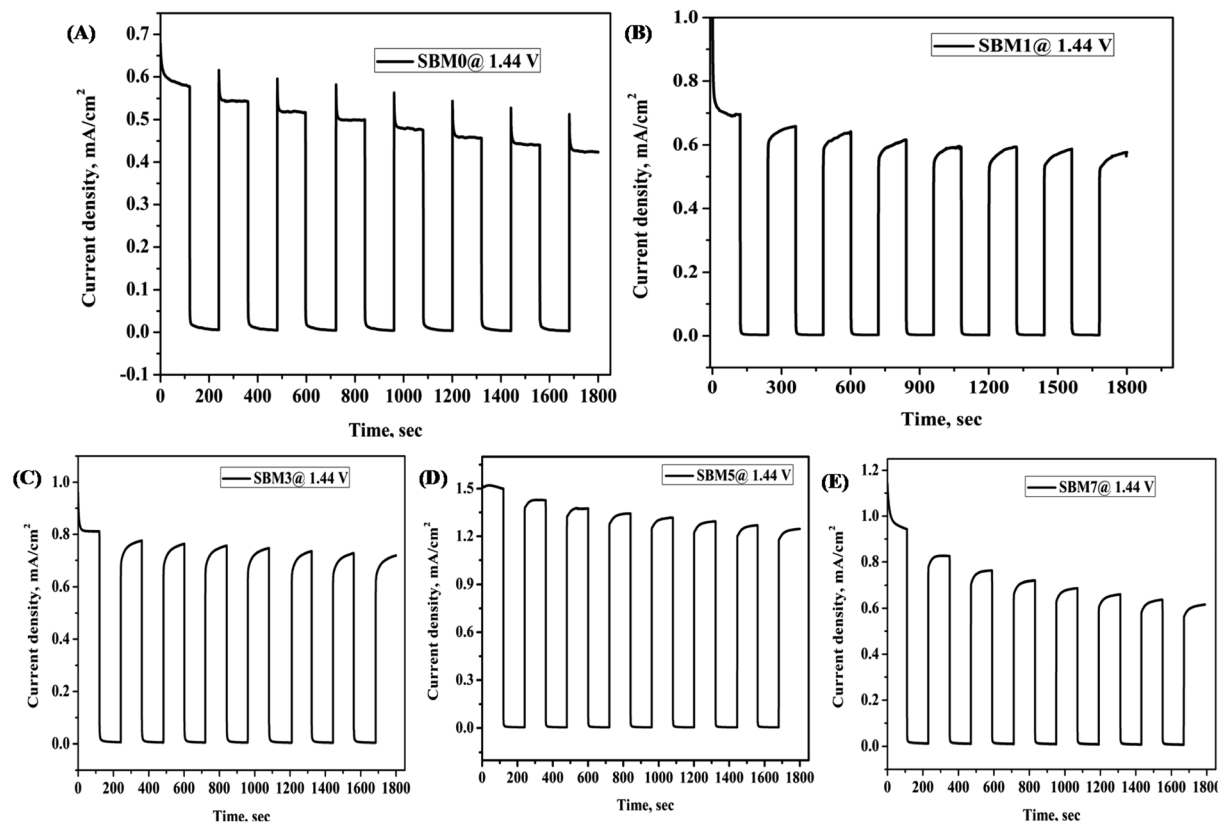 (A)
SBM0@ 1.44 V
Current density, mA/cm²
0.7
0.6
0.5
0.4
0.3
0.2
0.1
0.0
-0.1
0 200 400 600 800 1000 1200 1400 1600 1800
Time, sec
(B)
SBM1@ 1.44 V
Current density, mA/cm²
1.0
0.8
0.6
0.4
0.2
0.0
0 300 600 900 1200 1500 1800
Time, sec
(C)
SBM3@ 1.44 V
Current density, mA/cm²
1.0
0.8
0.6
0.4
0.2
0.0
0 200 400 600 800 1000 1200 1400 1600 1800
Time, sec
(D)
SBM5@ 1.44 V
Current density, mA/cm²
1.5
1.2
0.9
0.6
0.3
0.0
0 200 400 600 800 1000 1200 1400 1600 1800
Time, sec
(E)
SBM7@ 1.44 V
Current density, mA/cm²
1.2
1.0
0.8
0.6
0.4
0.2
0.0
0 200 400 600 800 1000 1200 1400 1600 1800
Time, sec